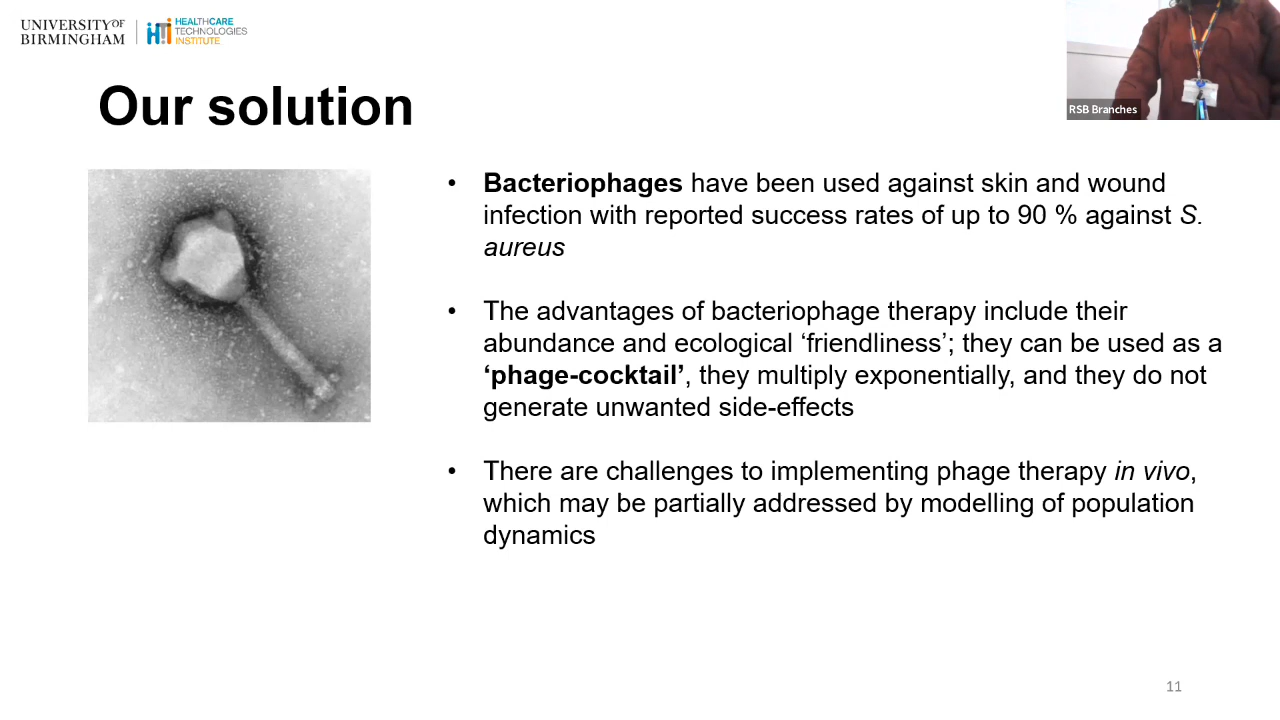 UNIVERSITY OF
BIRMINGHAM
HEALTHCARE
TECHNOLOGIES
INSTITUTE
RSB Branches
Our solution
• Bacteriophages have been used against skin and wound
infection with reported success rates of up to 90 % against S.
aureus
• The advantages of bacteriophage therapy include their
abundance and ecological ‘friendliness’; they can be used as a
‘phage-cocktail’, they multiply exponentially, and they do not
generate unwanted side-effects
• There are challenges to implementing phage therapy in vivo,
which may be partially addressed by modelling of population
dynamics
11